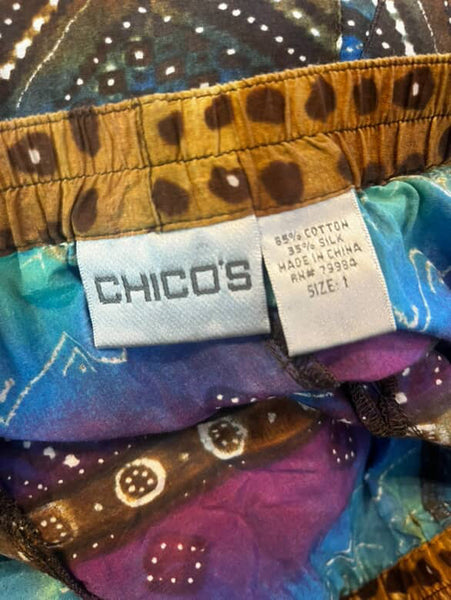 CHICO'S
65% COTTON
35% SILK
MADE IN CHINA
RN# 79984
SIZE: 1